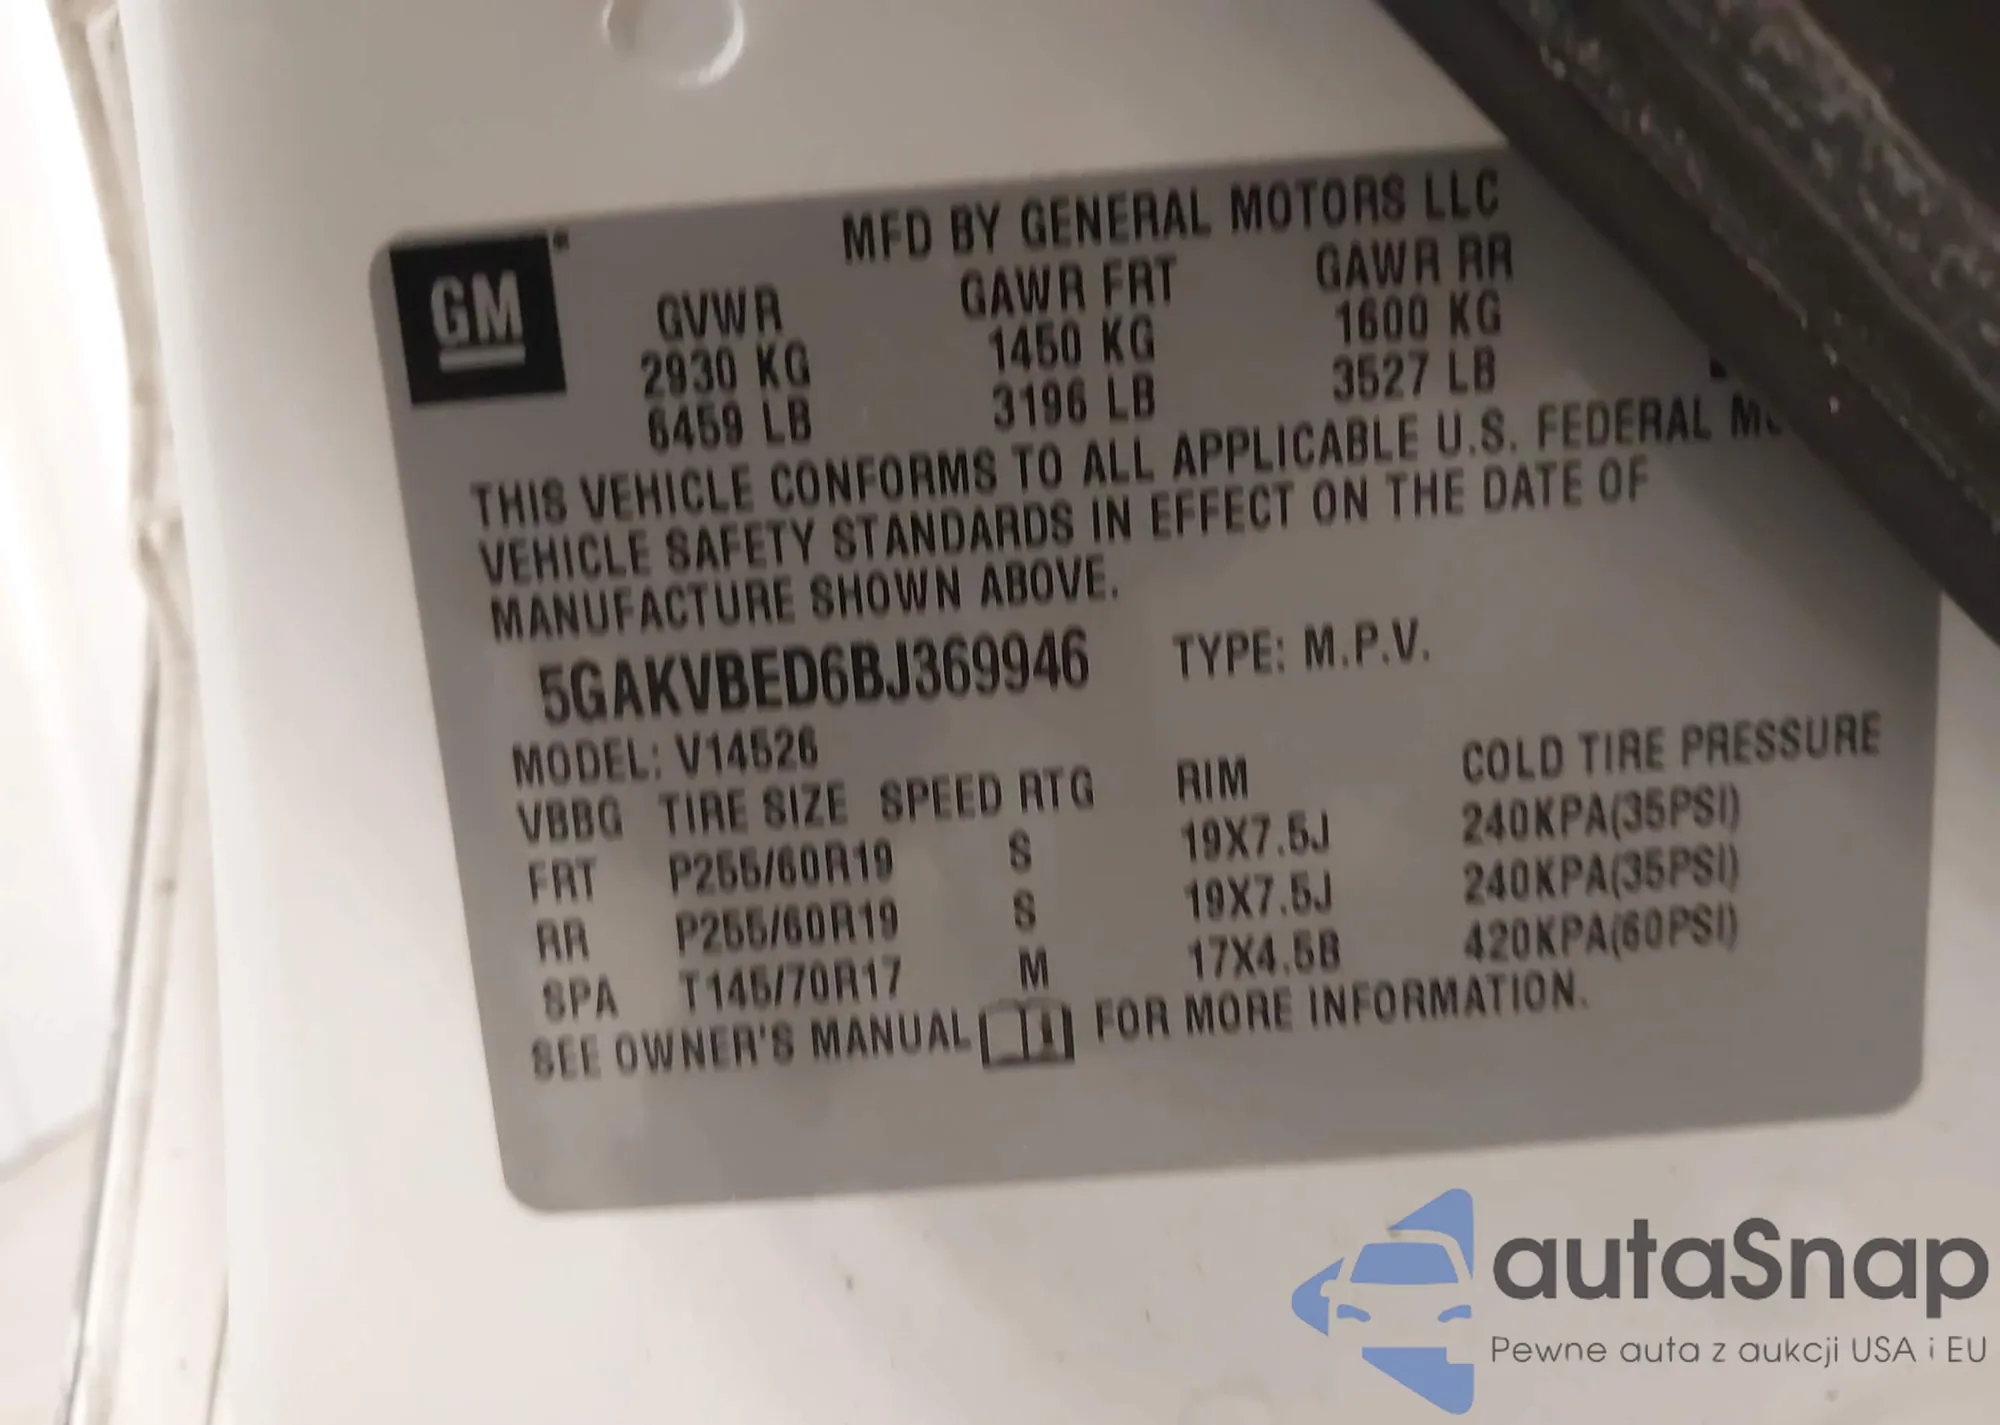 MFD BY GENERAL MOTORS LLC
GM
GVWR GAWR FRT GAWR RR
2930 KG 1450 KG 1600 KG
6459 LB 3196 LB 3527 LB
THIS VEHICLE CONFORMS TO ALL APPLICABLE U.S. FEDERAL
VEHICLE SAFETY STANDARDS IN EFFECT ON THE DATE OF
MANUFACTURE SHOWN ABOVE.
5GAKVBED6BJ369946 TYPE: M.P.V.
MODEL: V14526
VBBG TIRE SIZE SPEED RTG RIM COLD TIRE PRESSURE
FRT P255/60R19 S 19X7.5J 240KPA(35PSI)
RR P255/60R19 S 19X7.5J 240KPA(35PSI)
SPA T145/70R17 M 17X4.5B 420KPA(60PSI)
SEE OWNER'S MANUAL FOR MORE INFORMATION.
autaSnap
Pewne auta z aukcji USA i EU